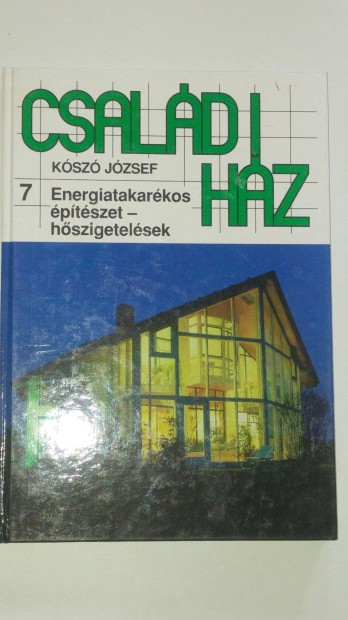 CSALÁDI
HÁZ
KÓSZÓ JÓZSEF
7 Energiatakarékos
építészet –
hőszigetelések